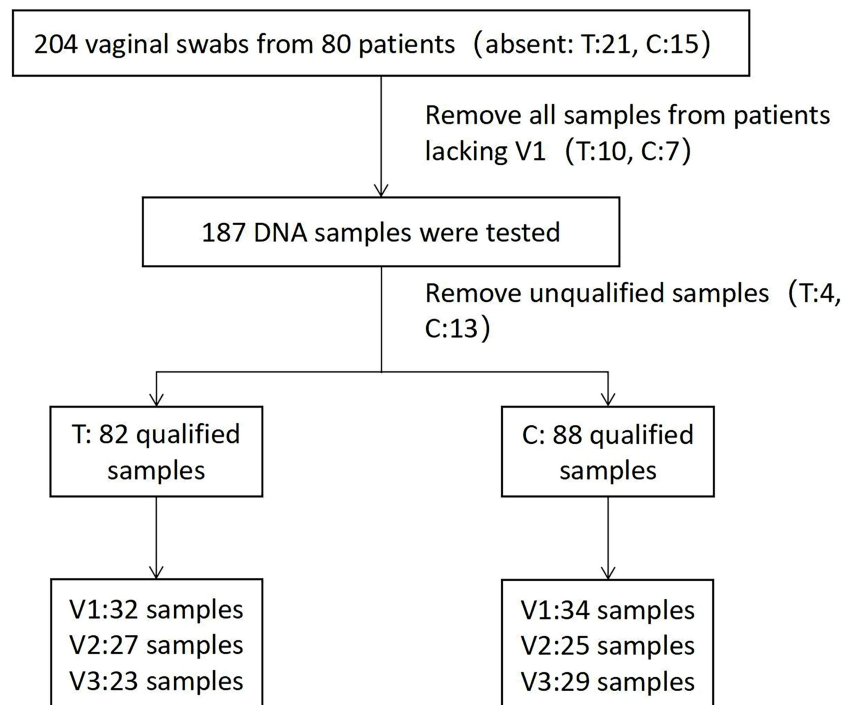 204 vaginal swabs from 80 patients（absent: T:21, C:15）
Remove all samples from patients
lacking V1（T:10, C:7）
187 DNA samples were tested
Remove unqualified samples（T:4,
C:13）
T: 82 qualified
samples
C: 88 qualified
samples
V1:32 samples
V2:27 samples
V3:23 samples
V1:34 samples
V2:25 samples
V3:29 samples